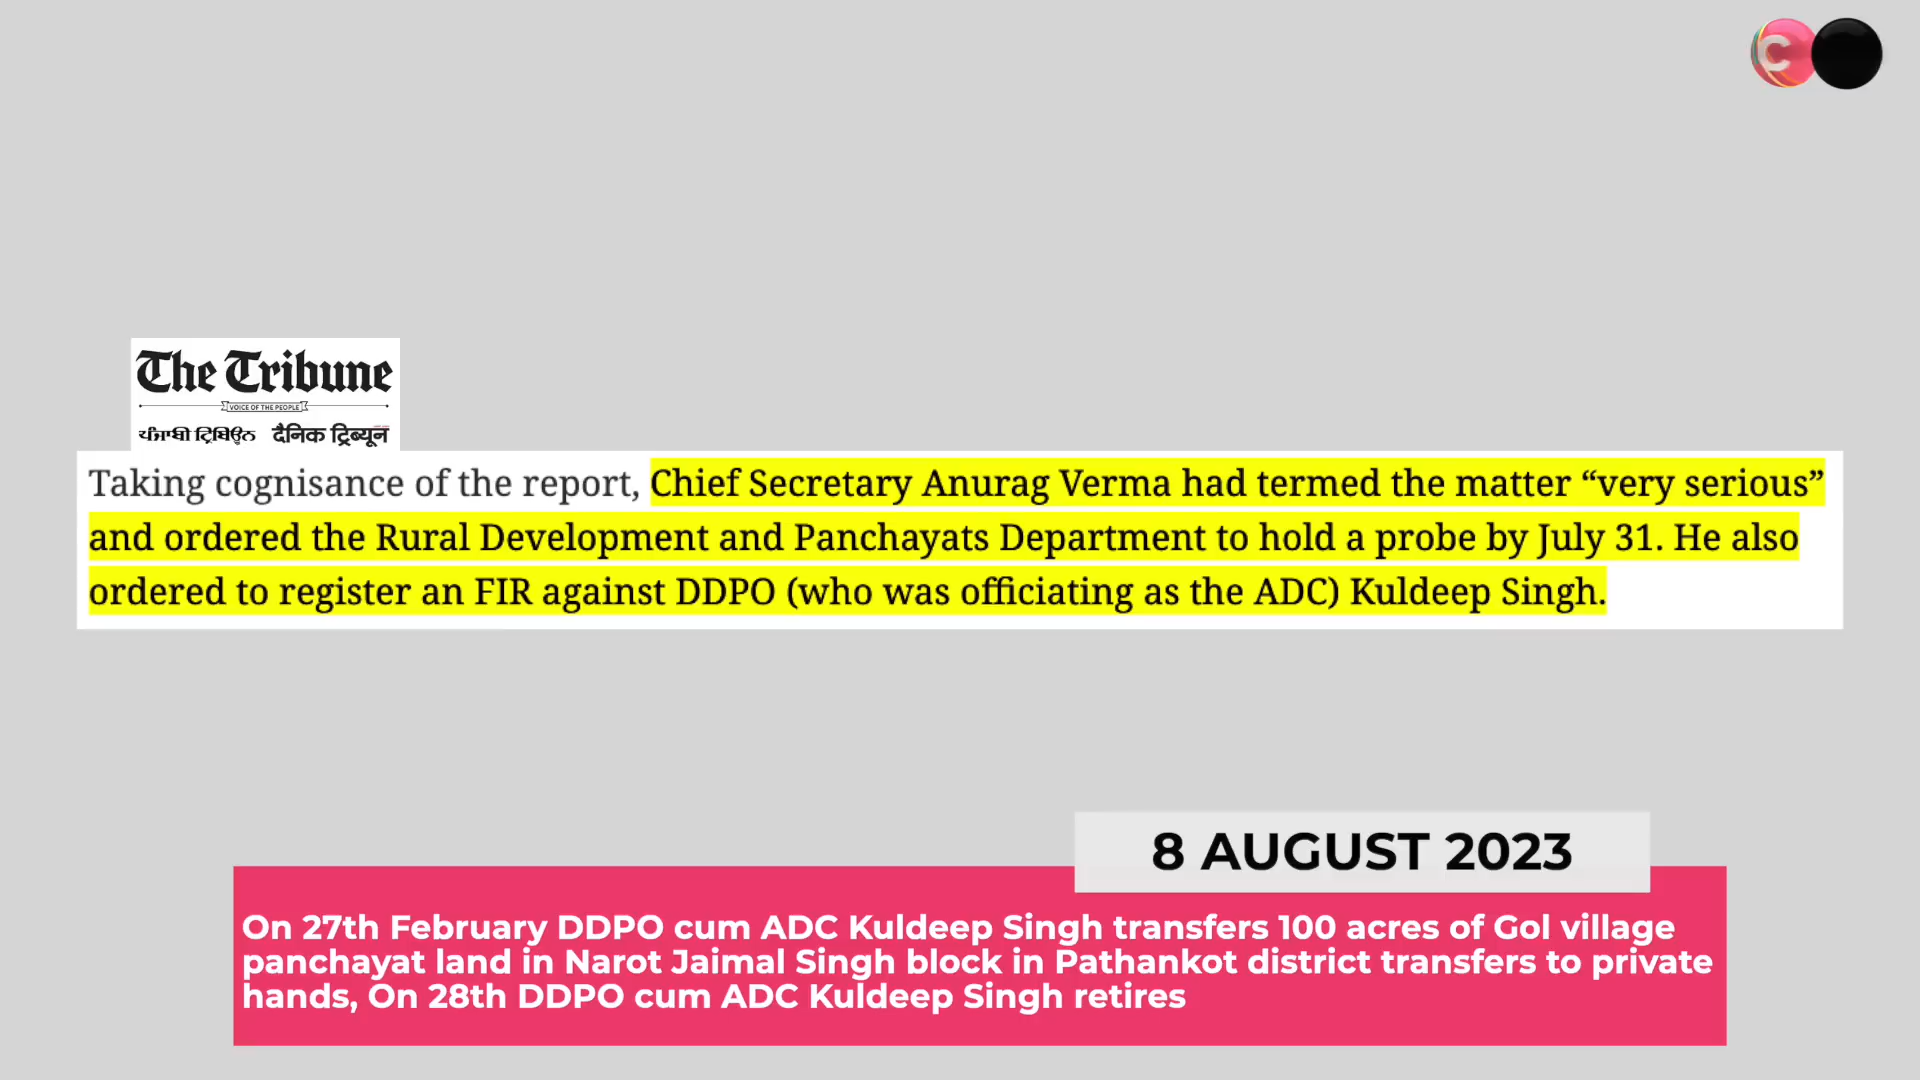 C
The Tribune
VOICE OF THE PEOPLE
ਪੰਜਾਬੀ ਟ੍ਰਿਬਿਊਨ दैनिक ट्रिब्यून
Taking cognisance of the report, Chief Secretary Anurag Verma had termed the matter “very serious”
and ordered the Rural Development and Panchayats Department to hold a probe by July 31. He also
ordered to register an FIR against DDPO (who was officiating as the ADC) Kuldeep Singh.
8 AUGUST 2023
On 27th February DDPO cum ADC Kuldeep Singh transfers 100 acres of Gol village
panchayat land in Narot Jaimal Singh block in Pathankot district transfers to private
hands, On 28th DDPO cum ADC Kuldeep Singh retires